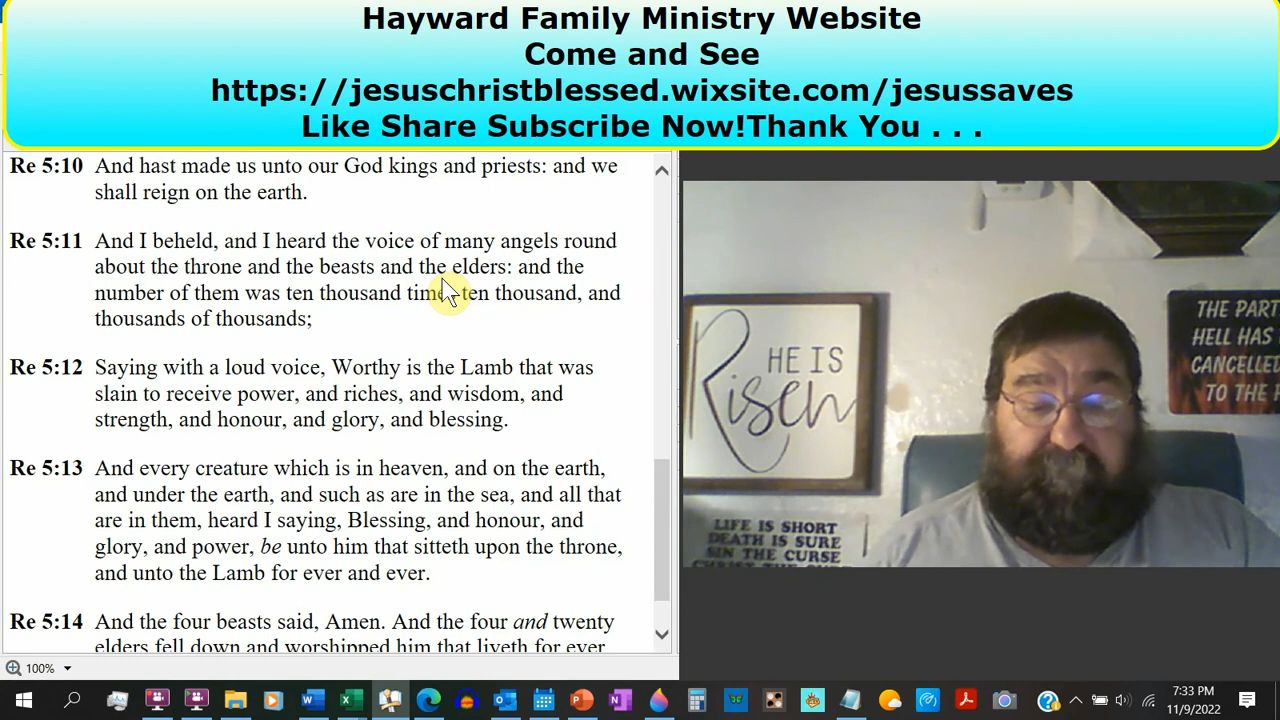 Hayward Family Ministry Website
Come and See
https://jesuschristblessed.wixsite.com/jesussaves
Like Share Subscribe Now!Thank You . . .
Re 5:10 And hast made us unto our God kings and priests: and we
shall reign on the earth.
Re 5:11 And I beheld, and I heard the voice of many angels round
about the throne and the beasts and the elders: and the
number of them was ten thousand times ten thousand, and
thousands of thousands;
Re 5:12 Saying with a loud voice, Worthy is the Lamb that was
slain to receive power, and riches, and wisdom, and
strength, and honour, and glory, and blessing.
Re 5:13 And every creature which is in heaven, and on the earth,
and under the earth, and such as are in the sea, and all that
are in them, heard I saying, Blessing, and honour, and
glory, and power, be unto him that sitteth upon the throne,
and unto the Lamb for ever and ever.
Re 5:14 And the four beasts said, Amen. And the four and twenty
elders fell down and worshipped him that liveth for ever
100%
HE IS
Risen
THE PART
HELL HAS
CANCELLED
TO THE
LIFE IS SHORT
DEATH IS SURE
SIN THE CURSE
7:33 PM
11/9/2022